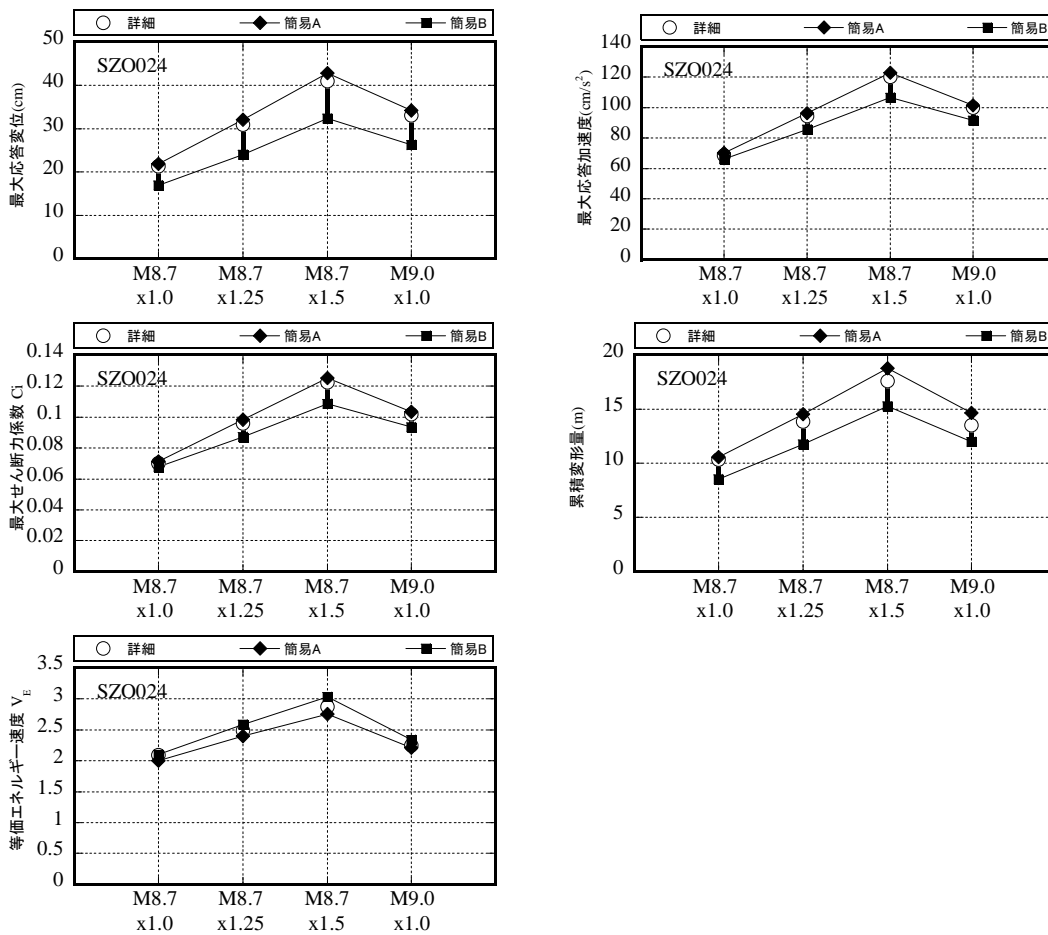 詳細 簡易A 簡易B
最大応答変位(cm)
50
40
30
20
10
0
SZO024
M8.7 M8.7 M8.7 M9.0
x1.0 x1.25 x1.5 x1.0
詳細 簡易A 簡易B
最大応答加速度(cm/s²)
140
120
100
80
60
40
20
0
SZO024
M8.7 M8.7 M8.7 M9.0
x1.0 x1.25 x1.5 x1.0
詳細 簡易A 簡易B
最大せん断力係数 Ci
0.14
0.12
0.1
0.08
0.06
0.04
0.02
0
SZO024
M8.7 M8.7 M8.7 M9.0
x1.0 x1.25 x1.5 x1.0
詳細 簡易A 簡易B
累積変形量(m)
20
15
10
5
0
SZO024
M8.7 M8.7 M8.7 M9.0
x1.0 x1.25 x1.5 x1.0
詳細 簡易A 簡易B
等価エネルギー速度 V_E
3.5
3
2.5
2
1.5
1
0.5
0
SZO024
M8.7 M8.7 M8.7 M9.0
x1.0 x1.25 x1.5 x1.0